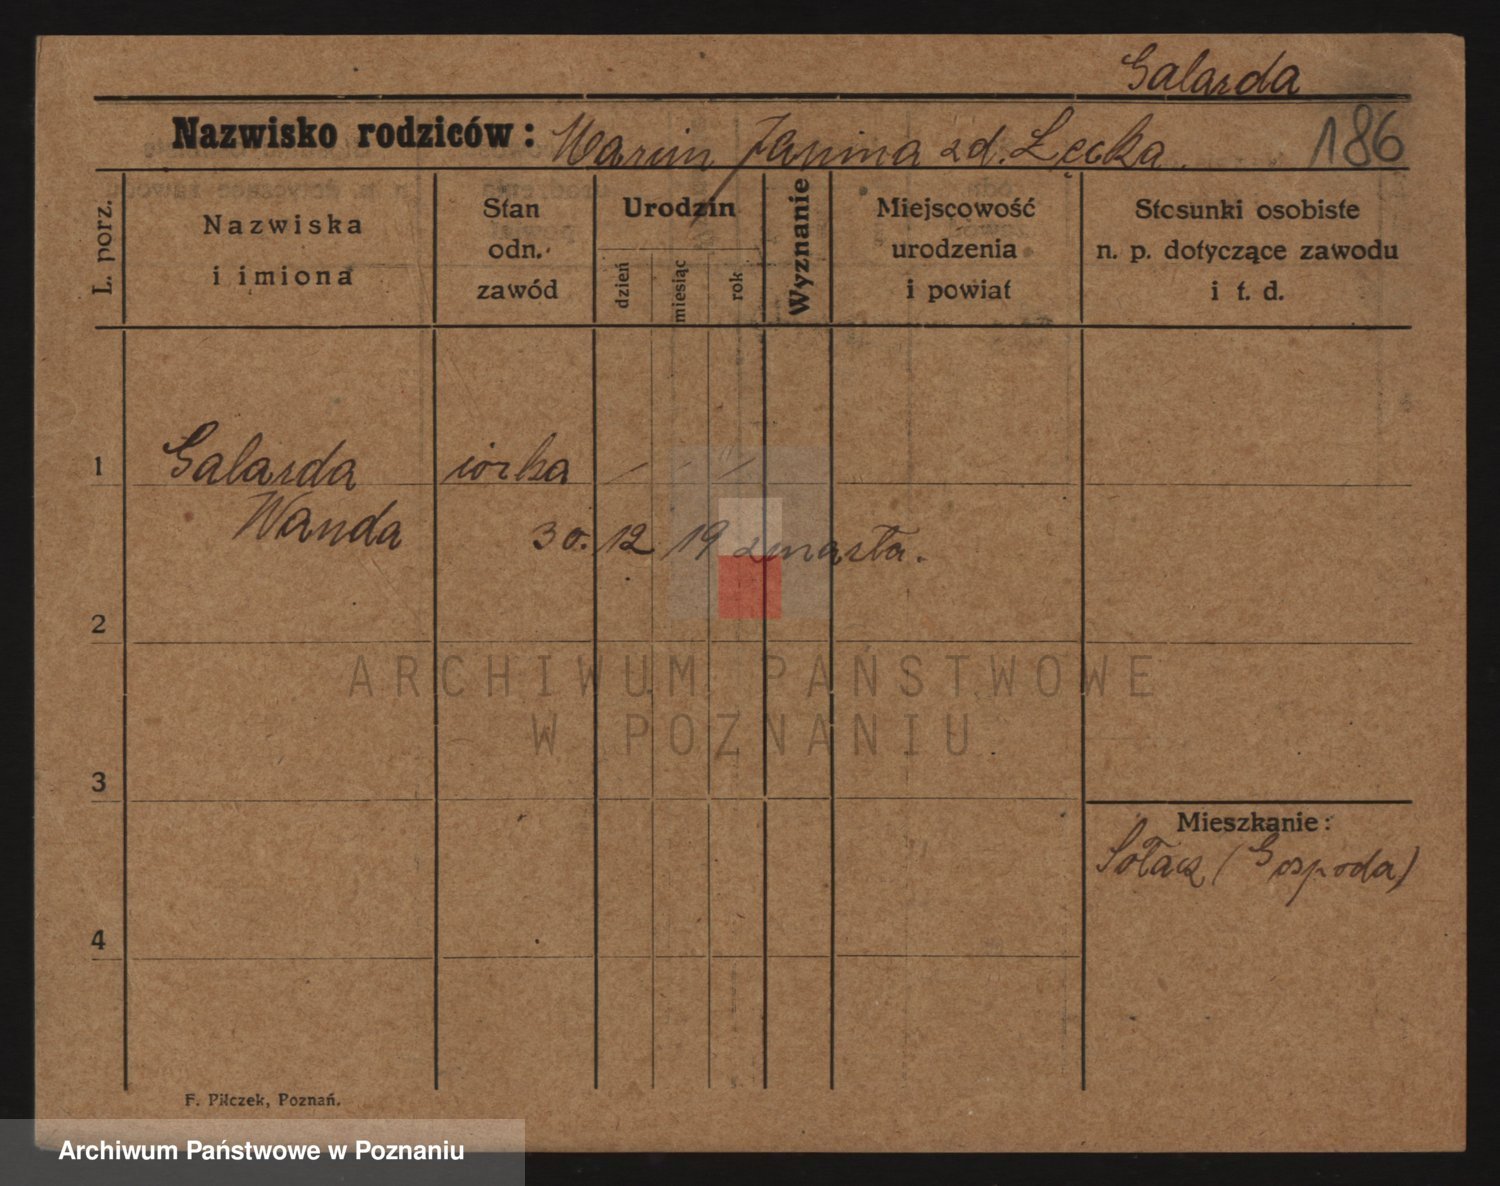 Galarda
Nazwisko rodziców: Marcin Janina zd. Łęcka.
186
L. porz.
Nazwiska
i imiona
Stan
odn.
zawód
Urodzin
dzień
miesiąc
rok
Wyznanie
Miejscowość
urodzenia
i powiat
Stosunki osobiste
n. p. dotyczące zawodu
i t. d.
1
Galarda córka
Wanda 30. 12 19 zmarła.
2
ARCHIWUM PAŃSTWOWE
W POZNANIU
3
Mieszkanie:
Sołacz (Gospoda)
4
F. Pilczek, Poznań.
Archiwum Państwowe w Poznaniu